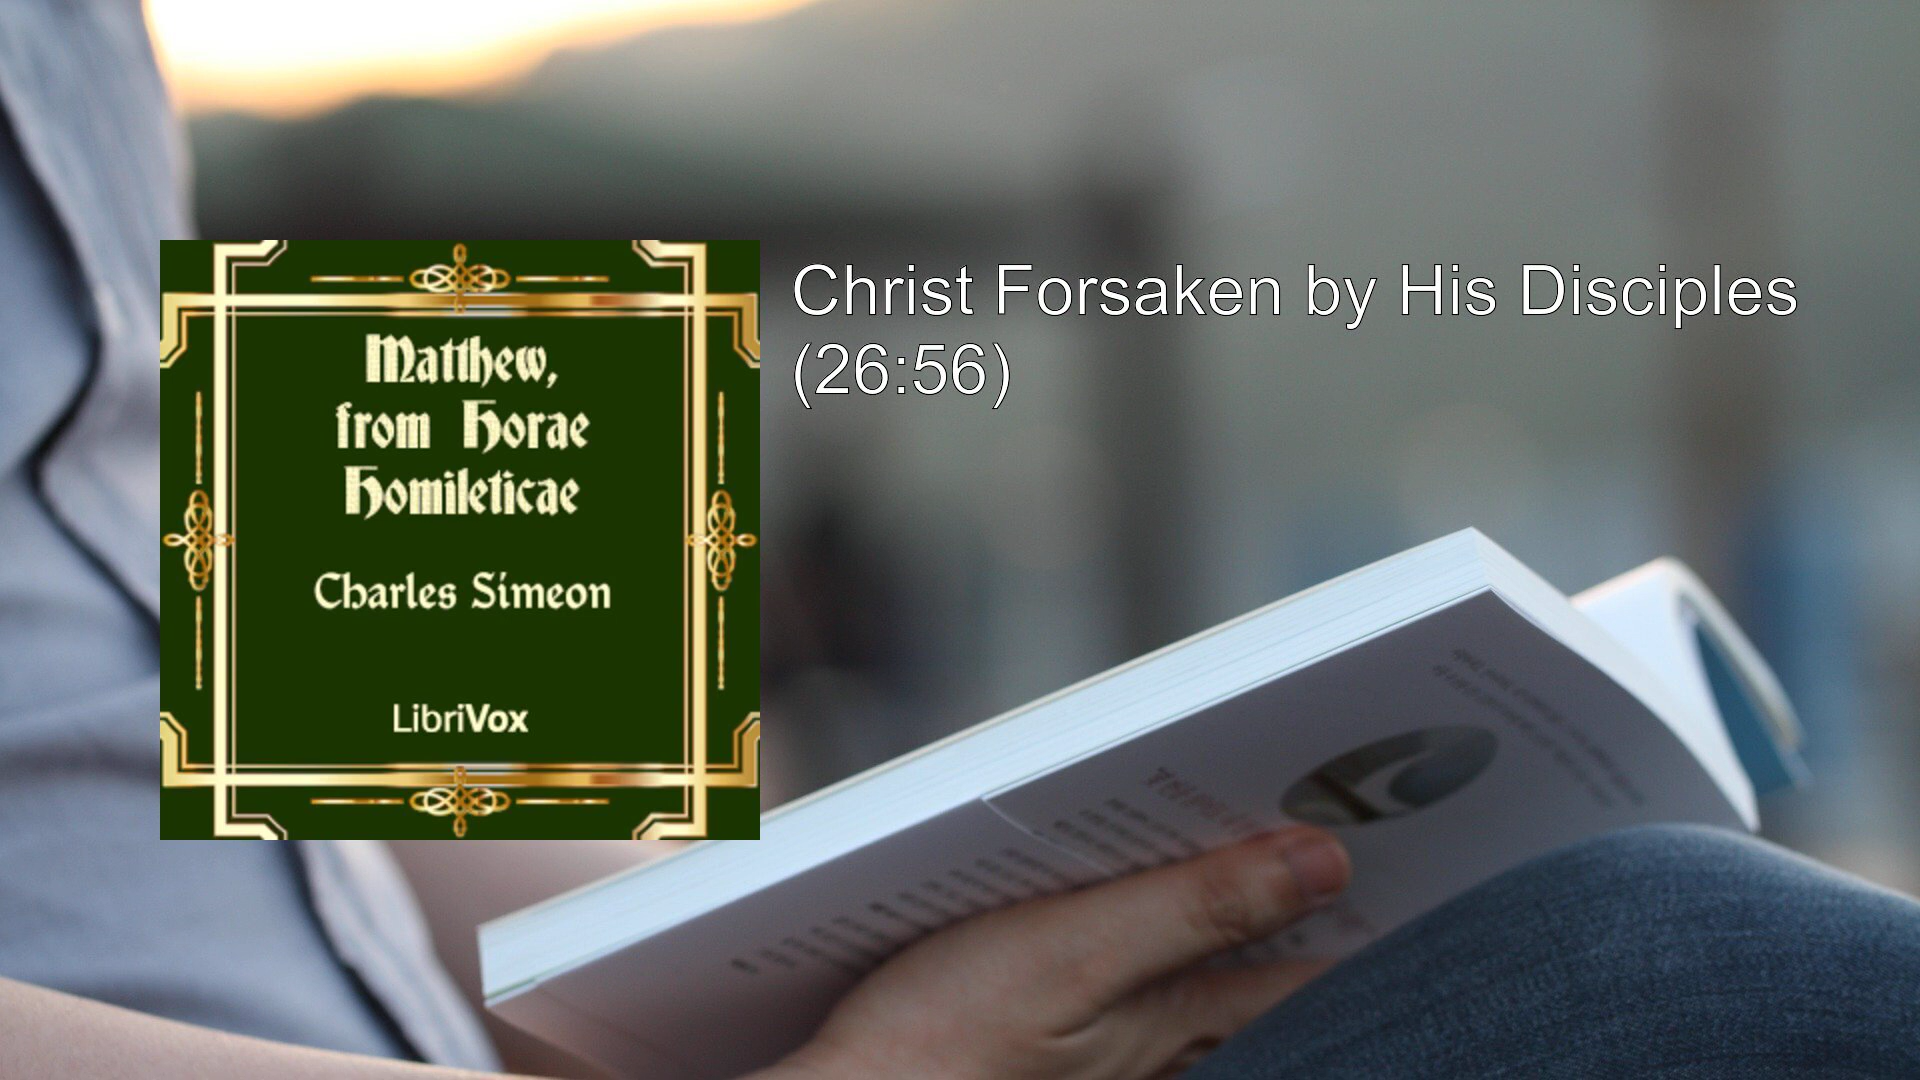 Matthew,
from Horae
Homileticae
Charles Simeon
LibriVox
Christ Forsaken by His Disciples
(26:56)